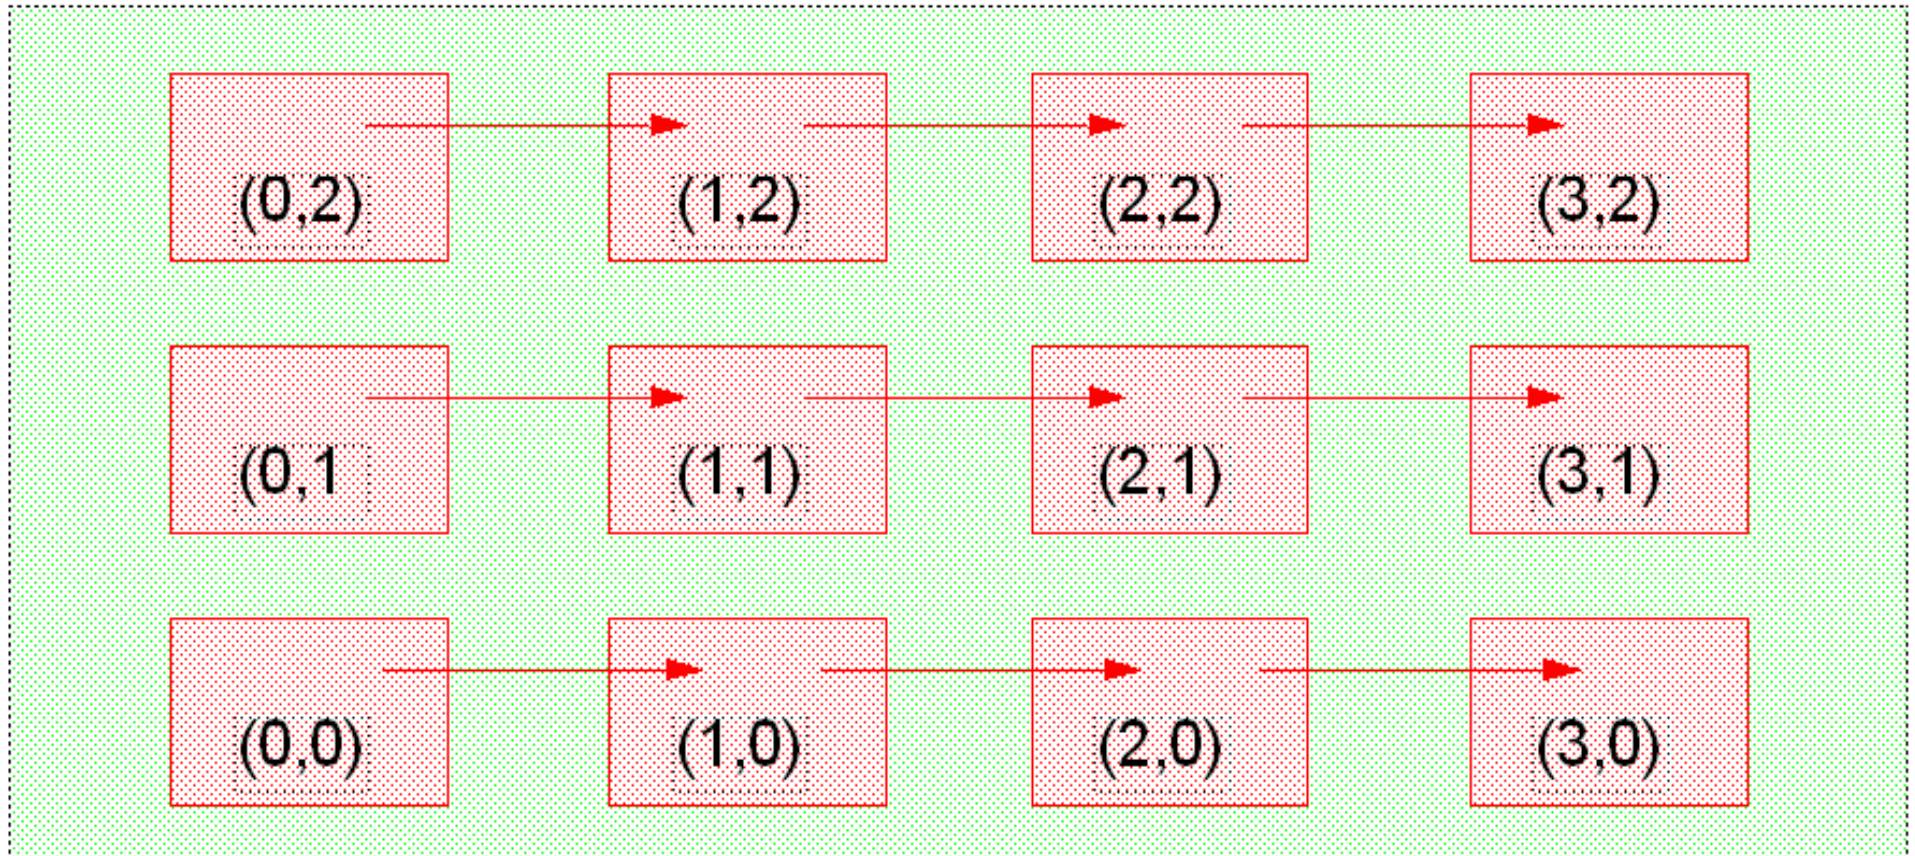 (0,2) (1,2) (2,2) (3,2)
(0,1 (1,1) (2,1) (3,1)
(0,0) (1,0) (2,0) (3,0)